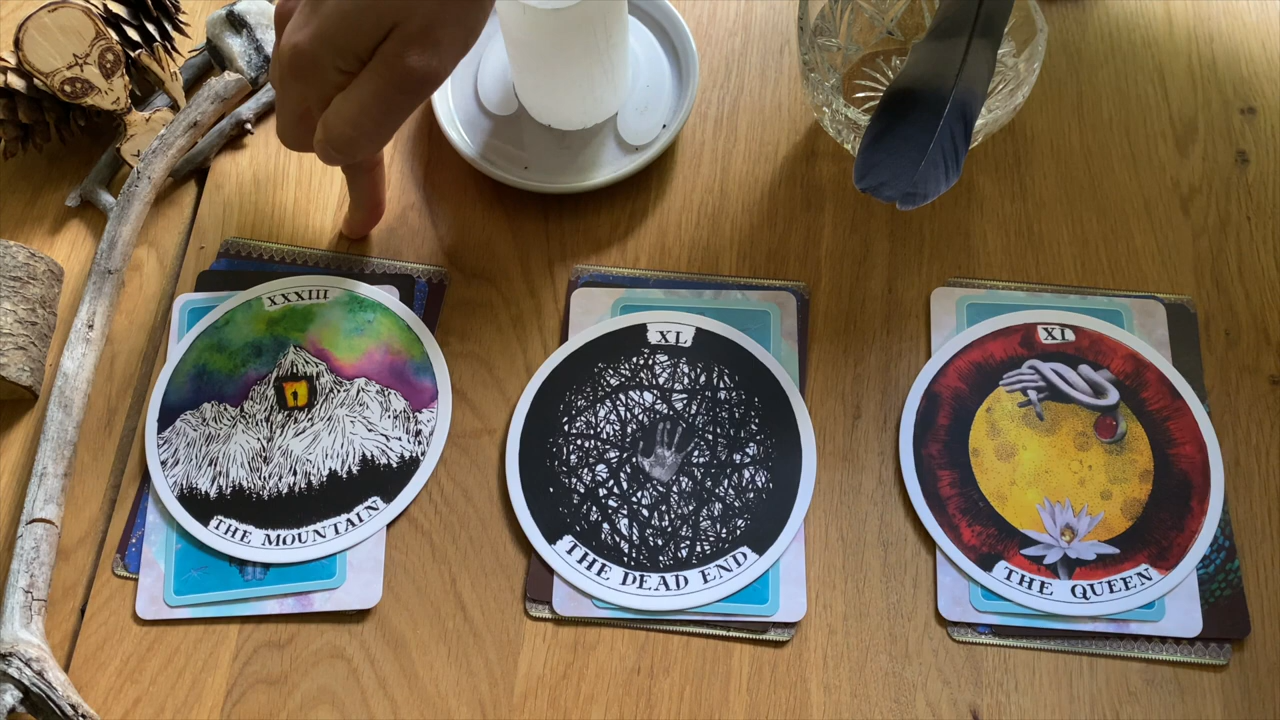 XXXIII
THE MOUNTAIN
XL
THE DEAD END
XI
THE QUEEN